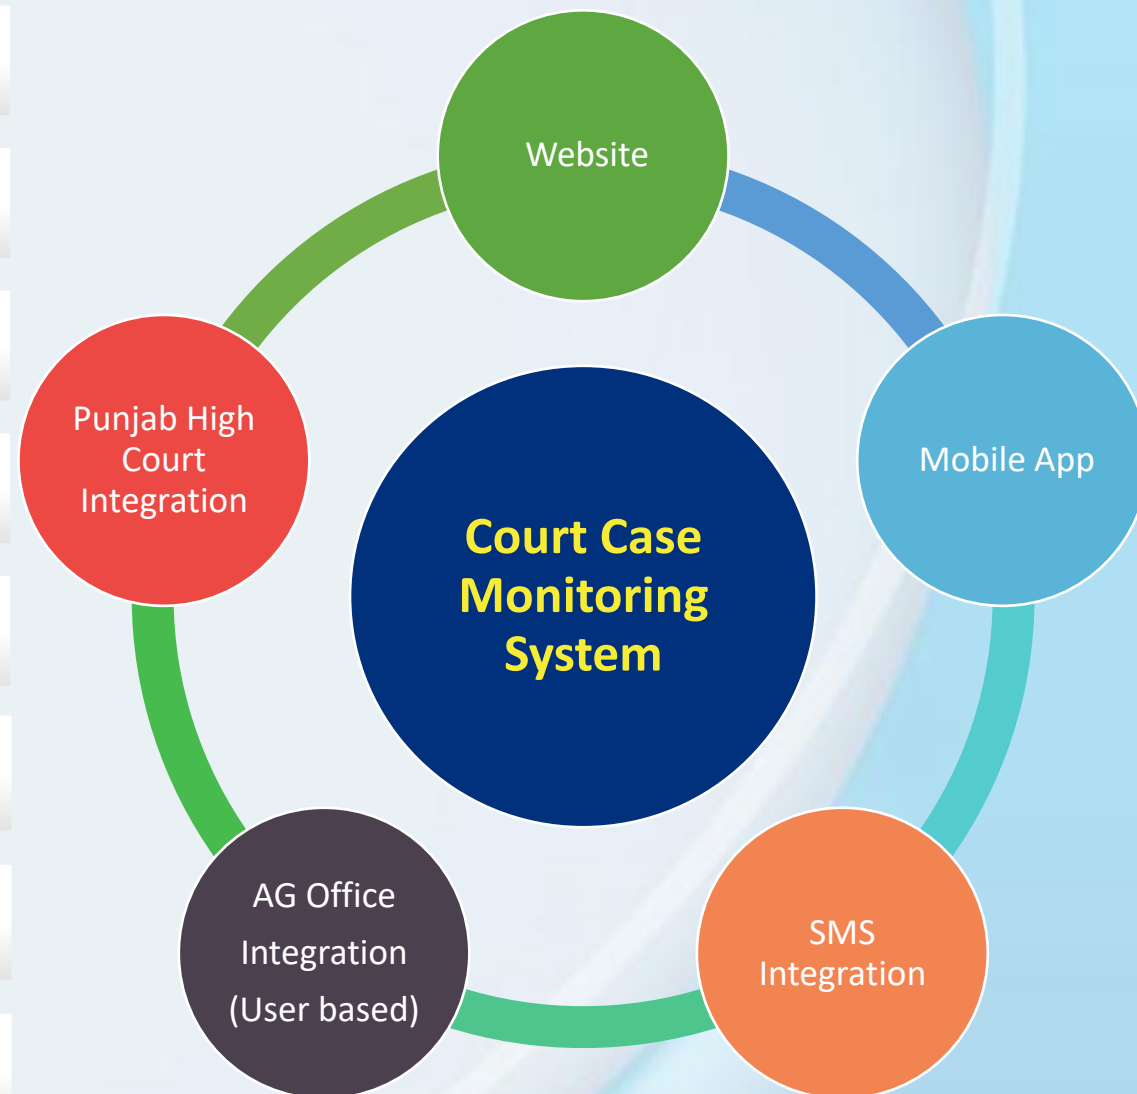 Website
Punjab High
Court
Integration
Mobile App
Court Case
Monitoring
System
AG Office
Integration
(User based)
SMS
Integration